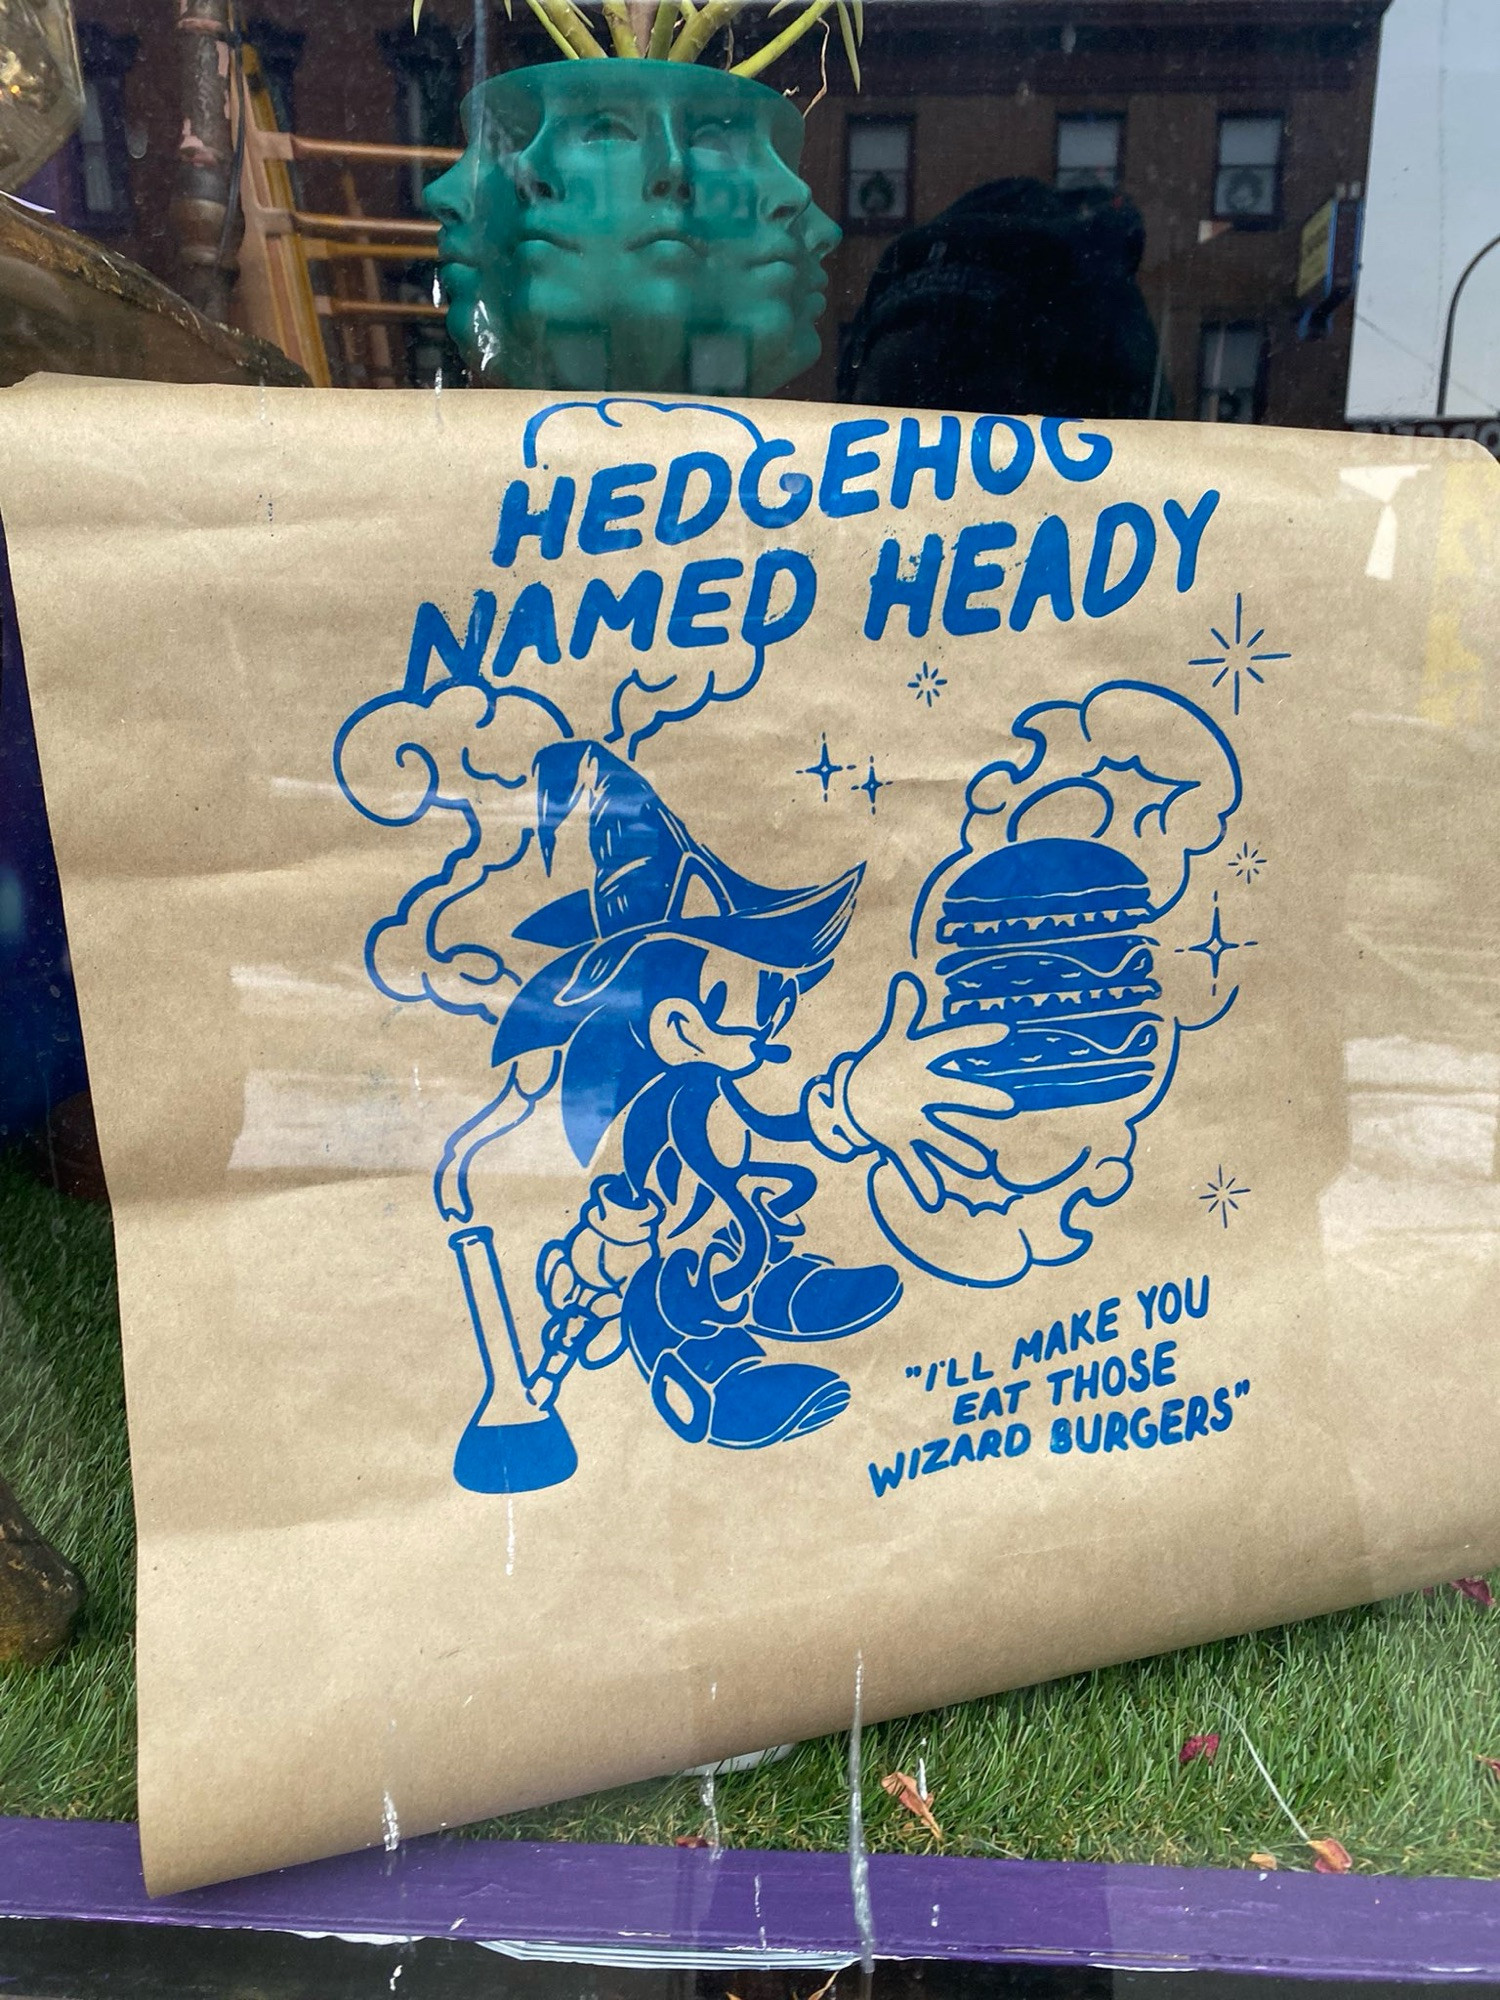 HEDGEHOG
NAMED HEADY
"I'LL MAKE YOU
EAT THOSE
WIZARD BURGERS"